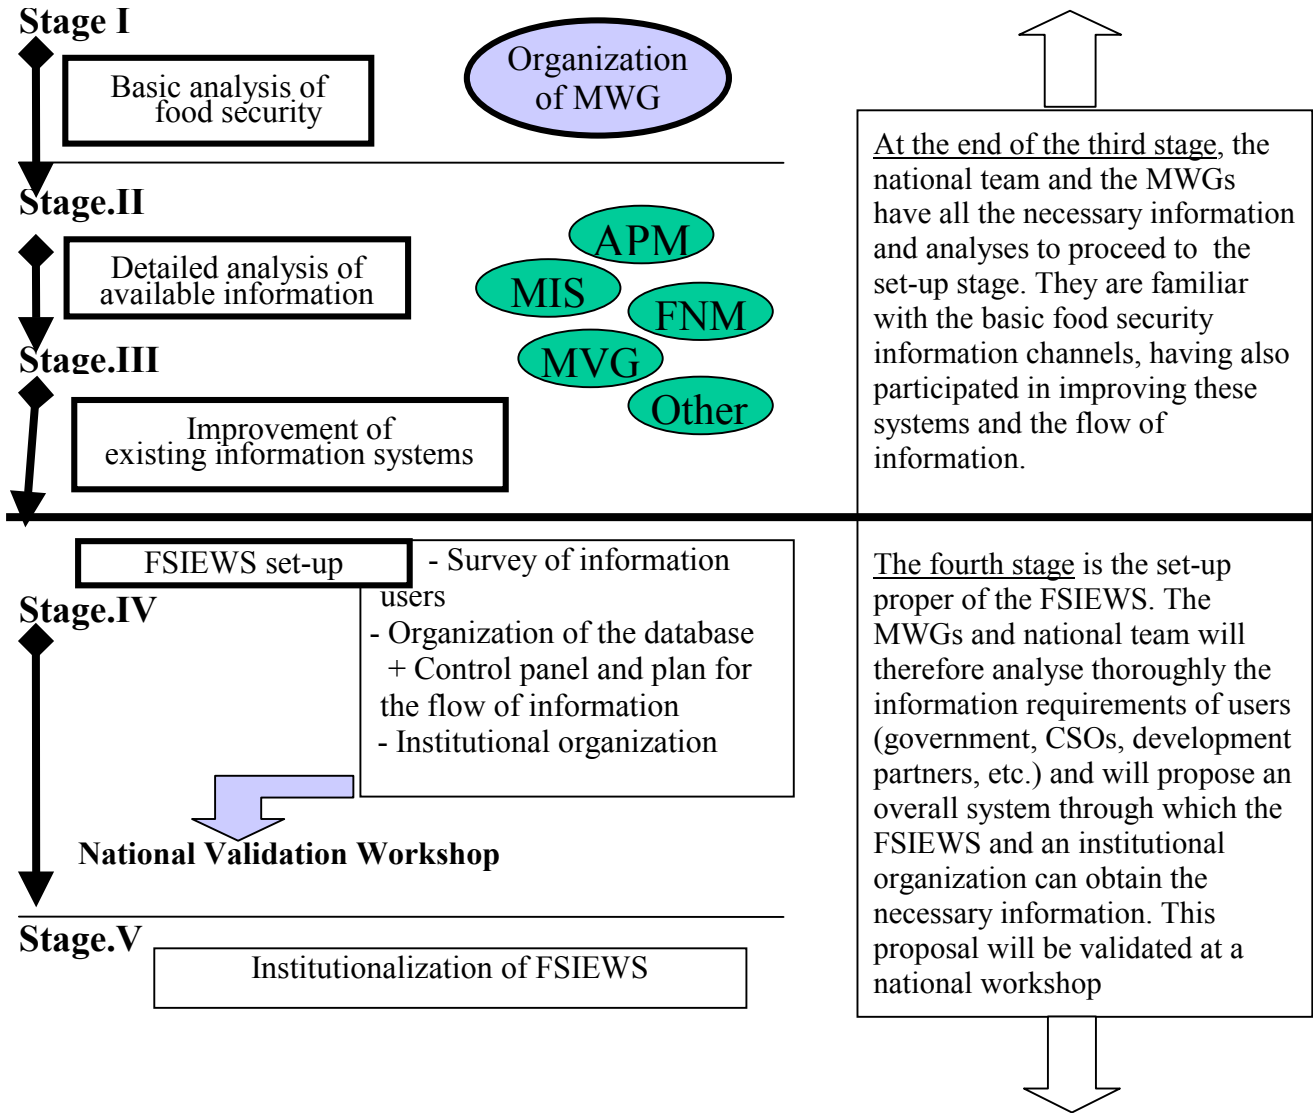 Stage I
Basic analysis of
food security
Organization
of MWG
Stage.II
Detailed analysis of
available information
APM
MIS
FNM
MVG
Other
Stage.III
Improvement of
existing information systems
At the end of the third stage, the
national team and the MWGs
have all the necessary information
and analyses to proceed to the
set-up stage. They are familiar
with the basic food security
information channels, having also
participated in improving these
systems and the flow of
information.
FSIEWS set-up
Stage.IV
- Survey of information
users
- Organization of the database
+ Control panel and plan for
the flow of information
- Institutional organization
National Validation Workshop
Stage.V
Institutionalization of FSIEWS
The fourth stage is the set-up
proper of the FSIEWS. The
MWGs and national team will
therefore analyse thoroughly the
information requirements of users
(government, CSOs, development
partners, etc.) and will propose an
overall system through which the
FSIEWS and an institutional
organization can obtain the
necessary information. This
proposal will be validated at a
national workshop